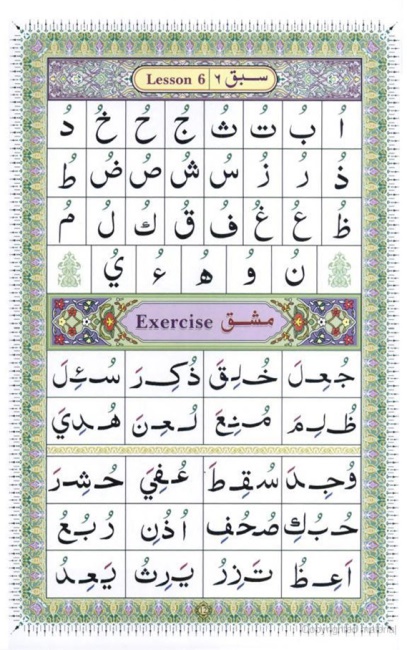 Lesson 6 سبق ٦
اُ بُ تُ ثُ جُ حُ خُ دُ
ذُ رُ زُ سُ شُ صُ ضُ طُ
ظُ عُ غُ فُ قُ كُ لُ مُ
نُ وُ هُ ءُ يُ
Exercise مشق
جُعِلَ خُلِقَ ذُكِرَ سُئِلَ
ظُلِمَ مُنِعَ لُعِنَ هُدِيَ
وُجِدَ سُقِطَ عُفِيَ حُشِرَ
حُبُكِ صُحُفِ اُذُنِ رُبُعُ
اَعِظُ تَزِرُ يَرِثُ يَعِدُ